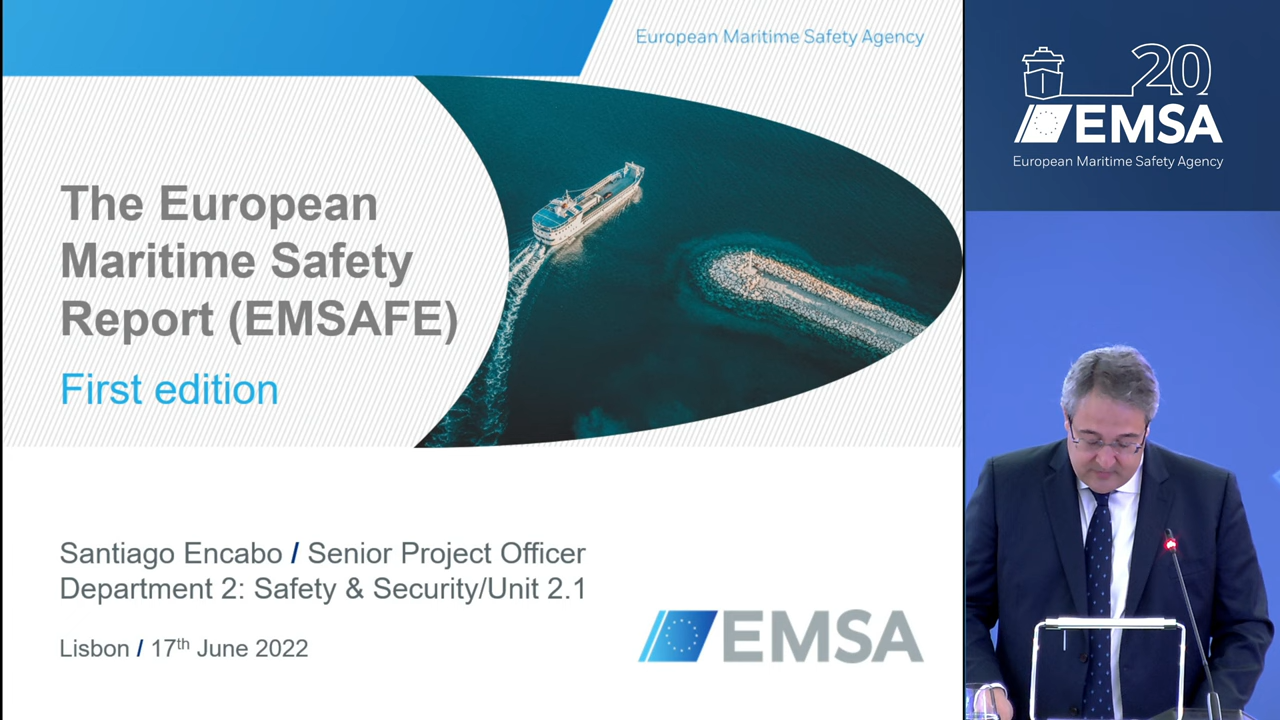 European Maritime Safety Agency
The European
Maritime Safety
Report (EMSAFE)
First edition
Santiago Encabo / Senior Project Officer
Department 2: Safety & Security/Unit 2.1
Lisbon / 17th June 2022
EMSA
20
EMSA
European Maritime Safety Agency